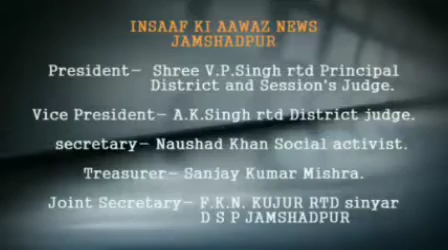 INSAAF KI AAWAZ NEWS
JAMSHADPUR
President- Shree V.P.Singh rtd Principal
District and Session's Judge.
Vice President- A.K.Singh rtd District judge.
secretary- Naushad Khan Social activist.
Treasurer- Sanjay Kumar Mishra.
Joint Secretary- F.K.N. KUJUR RTD sinyar
D S P JAMSHADPUR